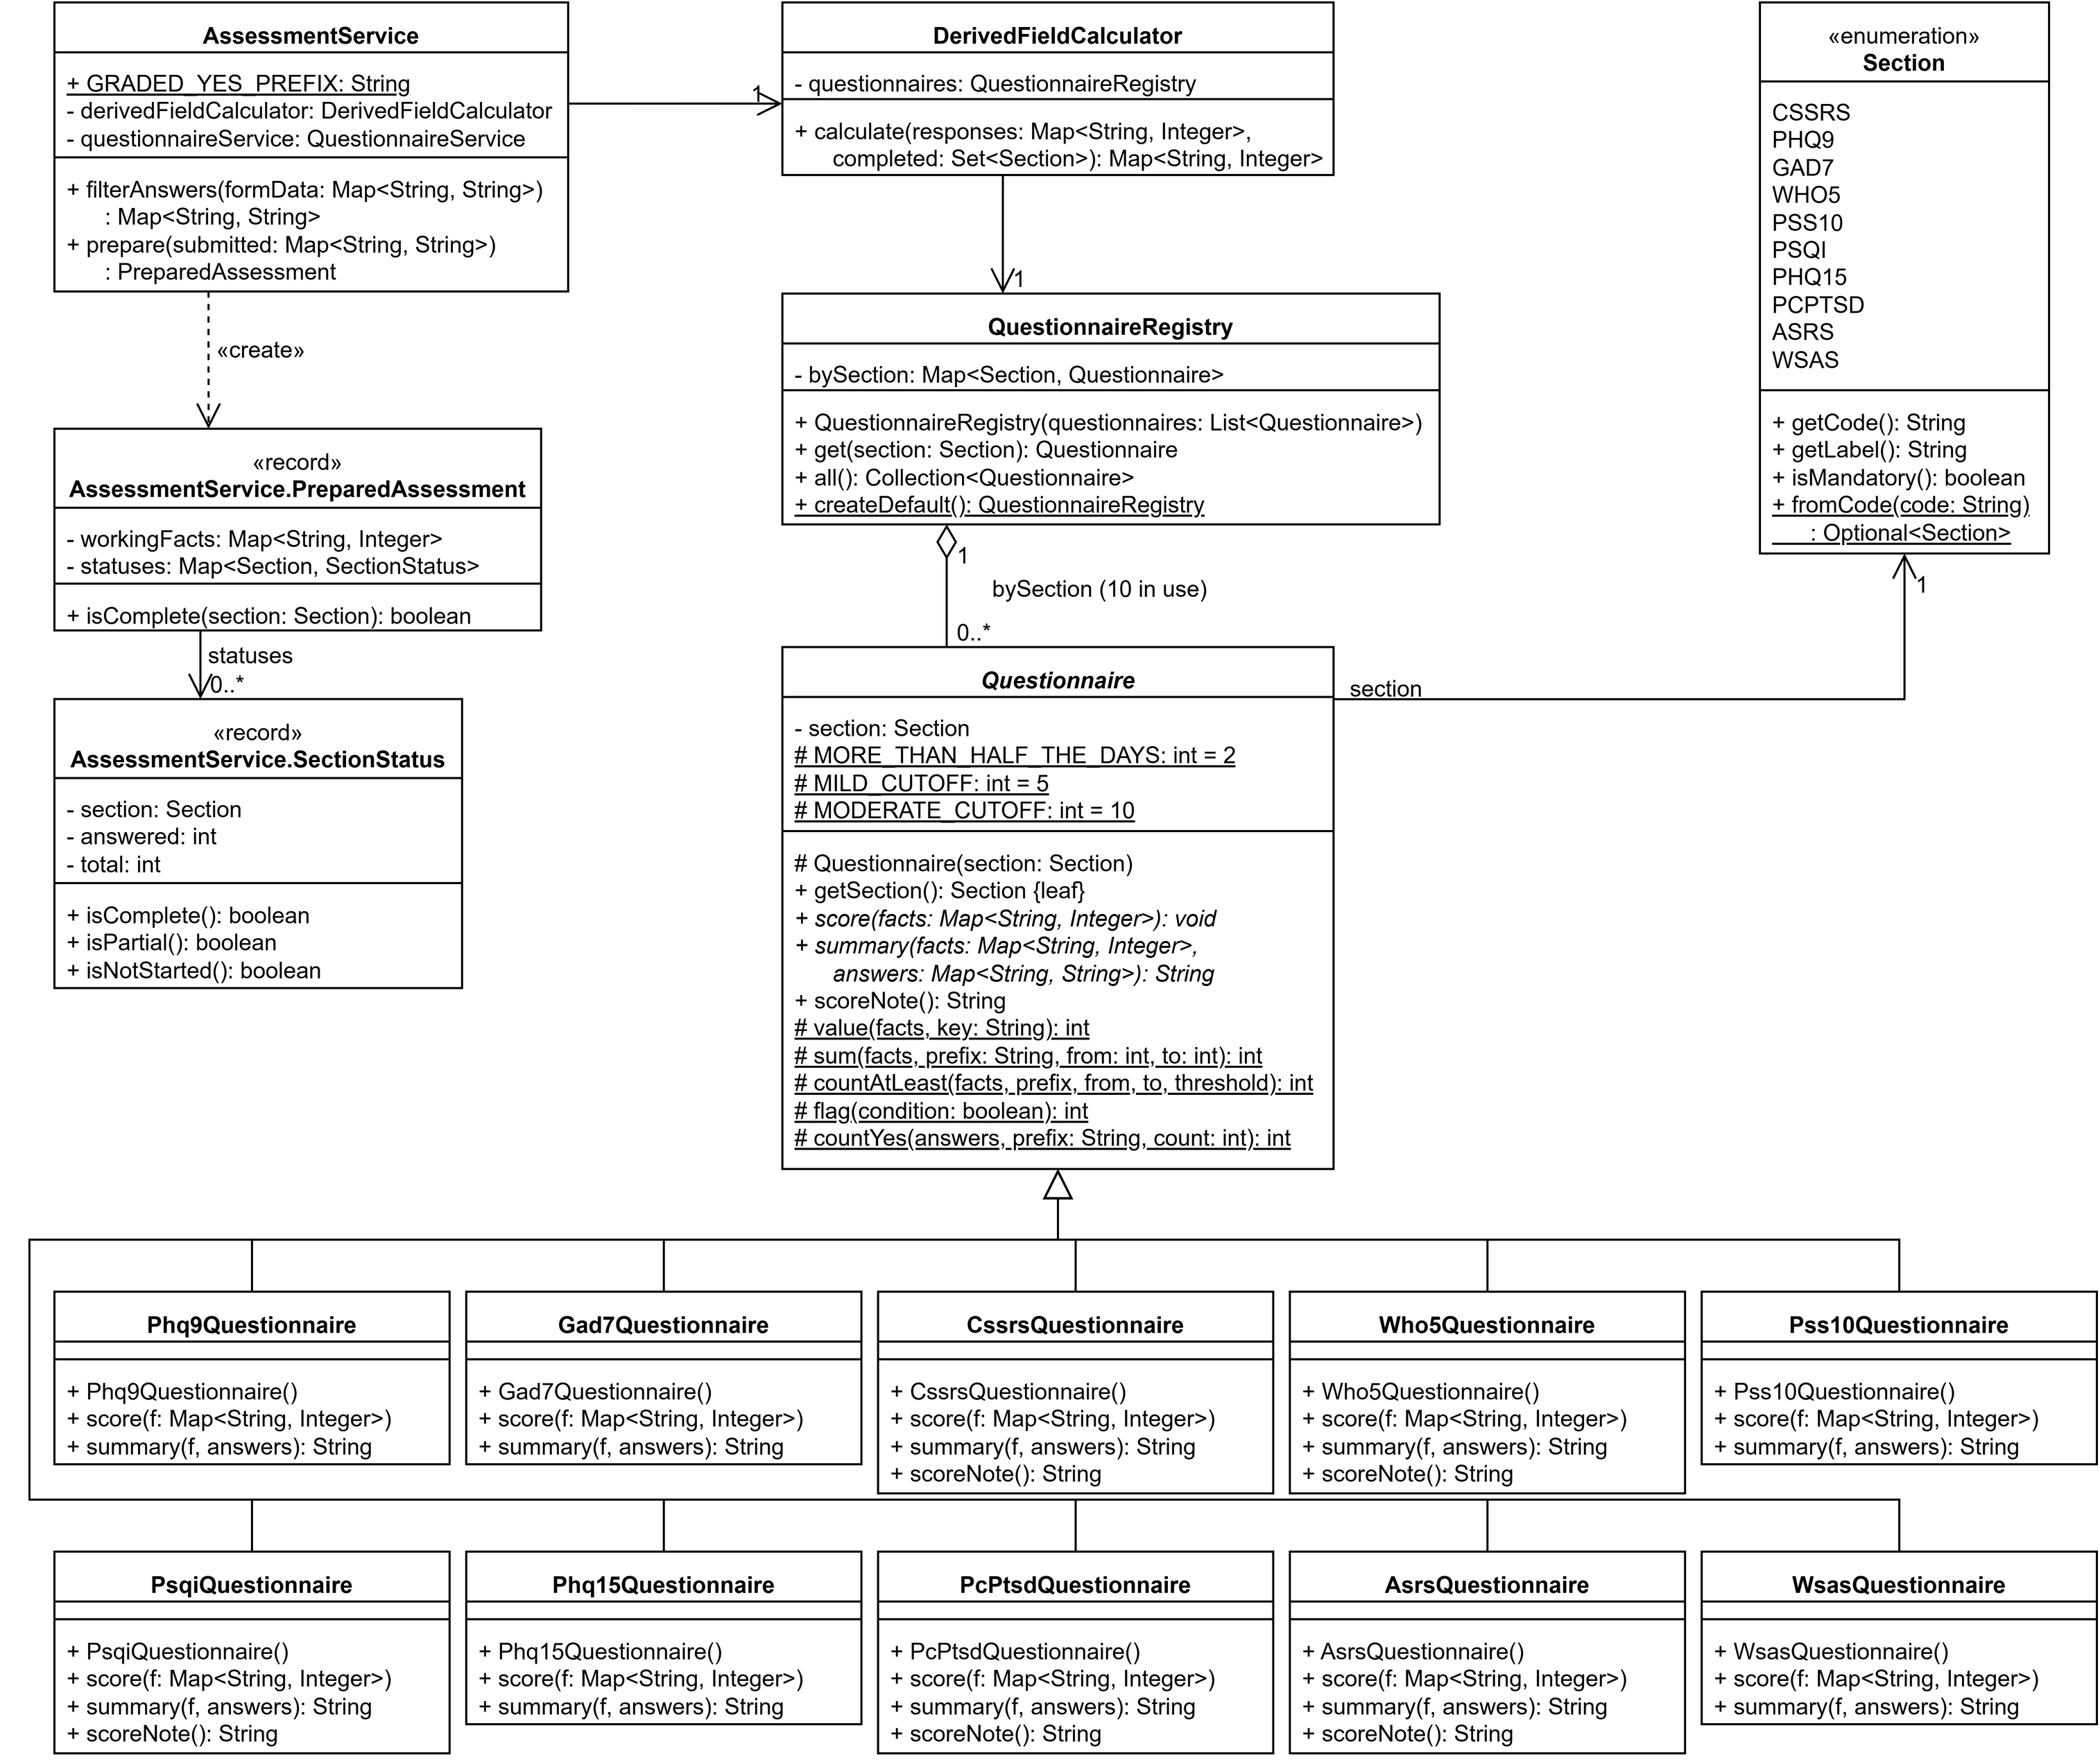 AssessmentService
+ GRADED_YES_PREFIX: String
- derivedFieldCalculator: DerivedFieldCalculator
- questionnaireService: QuestionnaireService
+ filterAnswers(formData: Map<String, String>)
: Map<String, String>
+ prepare(submitted: Map<String, String>)
: PreparedAssessment
1
DerivedFieldCalculator
- questionnaires: QuestionnaireRegistry
+ calculate(responses: Map<String, Integer>,
completed: Set<Section>): Map<String, Integer>
«enumeration»
Section
CSSRS
PHQ9
GAD7
WHO5
PSS10
PSQI
PHQ15
PCPTSD
ASRS
WSAS
+ getCode(): String
+ getLabel(): String
+ isMandatory(): boolean
+ fromCode(code: String)
: Optional<Section>
1
«create»
1
QuestionnaireRegistry
- bySection: Map<Section, Questionnaire>
+ QuestionnaireRegistry(questionnaires: List<Questionnaire>)
+ get(section: Section): Questionnaire
+ all(): Collection<Questionnaire>
+ createDefault(): QuestionnaireRegistry
«record»
AssessmentService.PreparedAssessment
- workingFacts: Map<String, Integer>
- statuses: Map<Section, SectionStatus>
+ isComplete(section: Section): boolean
statuses
0..*
1
bySection (10 in use)
0..*
«record»
AssessmentService.SectionStatus
- section: Section
- answered: int
- total: int
+ isComplete(): boolean
+ isPartial(): boolean
+ isNotStarted(): boolean
Questionnaire
- section: Section
# MORE_THAN_HALF_THE_DAYS: int = 2
# MILD_CUTOFF: int = 5
# MODERATE_CUTOFF: int = 10
# Questionnaire(section: Section)
+ getSection(): Section {leaf}
+ score(facts: Map<String, Integer>): void
+ summary(facts: Map<String, Integer>,
answers: Map<String, String>): String
+ scoreNote(): String
# value(facts, key: String): int
# sum(facts, prefix: String, from: int, to: int): int
# countAtLeast(facts, prefix, from, to, threshold): int
# flag(condition: boolean): int
# countYes(answers, prefix: String, count: int): int
section
Phq9Questionnaire
+ Phq9Questionnaire()
+ score(f: Map<String, Integer>)
+ summary(f, answers): String
Gad7Questionnaire
+ Gad7Questionnaire()
+ score(f: Map<String, Integer>)
+ summary(f, answers): String
CssrsQuestionnaire
+ CssrsQuestionnaire()
+ score(f: Map<String, Integer>)
+ summary(f, answers): String
+ scoreNote(): String
Who5Questionnaire
+ Who5Questionnaire()
+ score(f: Map<String, Integer>)
+ summary(f, answers): String
+ scoreNote(): String
Pss10Questionnaire
+ Pss10Questionnaire()
+ score(f: Map<String, Integer>)
+ summary(f, answers): String
PsqiQuestionnaire
+ PsqiQuestionnaire()
+ score(f: Map<String, Integer>)
+ summary(f, answers): String
+ scoreNote(): String
Phq15Questionnaire
+ Phq15Questionnaire()
+ score(f: Map<String, Integer>)
+ summary(f, answers): String
PcPtsdQuestionnaire
+ PcPtsdQuestionnaire()
+ score(f: Map<String, Integer>)
+ summary(f, answers): String
+ scoreNote(): String
AsrsQuestionnaire
+ AsrsQuestionnaire()
+ score(f: Map<String, Integer>)
+ summary(f, answers): String
+ scoreNote(): String
WsasQuestionnaire
+ WsasQuestionnaire()
+ score(f: Map<String, Integer>)
+ summary(f, answers): String